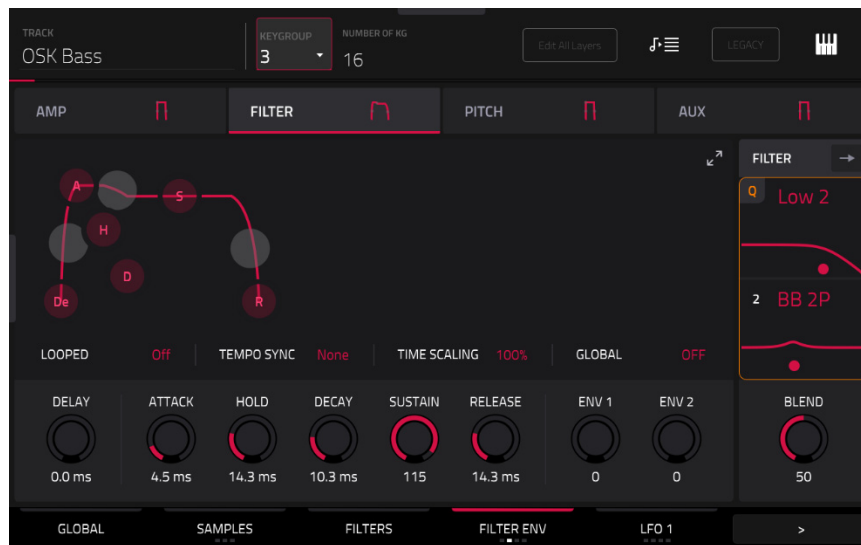 TRACK
OSK Bass
KEYGROUP
3
NUMBER OF KG
16
Edit All Layers
LEGACY
AMP
FILTER
PITCH
AUX
A
S
H
D
De
R
FILTER
Q Low 2
2 BB 2P
LOOPED Off TEMPO SYNC None TIME SCALING 100% GLOBAL OFF
DELAY ATTACK HOLD DECAY SUSTAIN RELEASE ENV 1 ENV 2 BLEND
0.0 ms 4.5 ms 14.3 ms 10.3 ms 115 14.3 ms 0 0 50
GLOBAL SAMPLES FILTERS FILTER ENV LFO 1 >